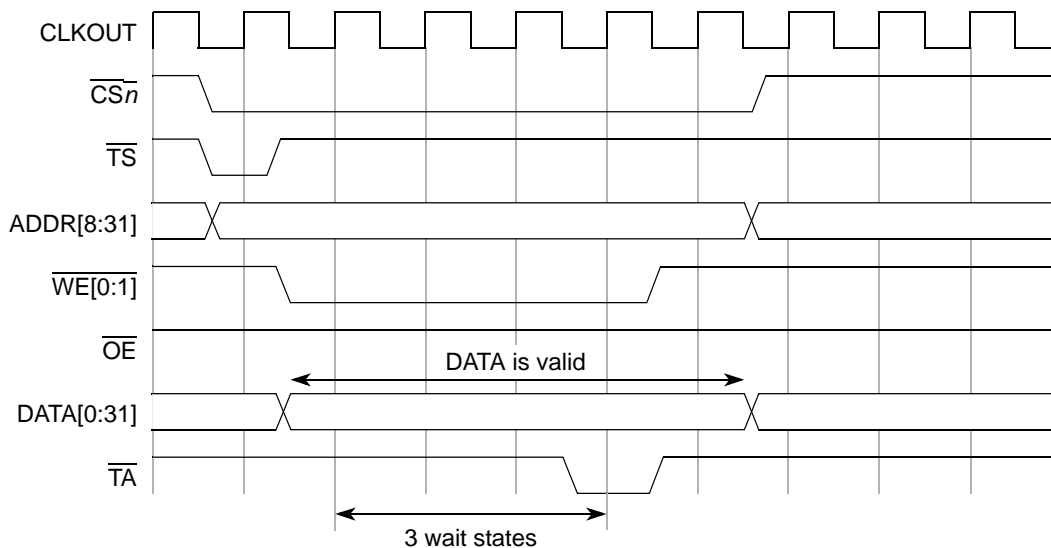 CLKOUT
CSn
TS
ADDR[8:31]
WE[0:1]
OE
DATA is valid
DATA[0:31]
TA
3 wait states